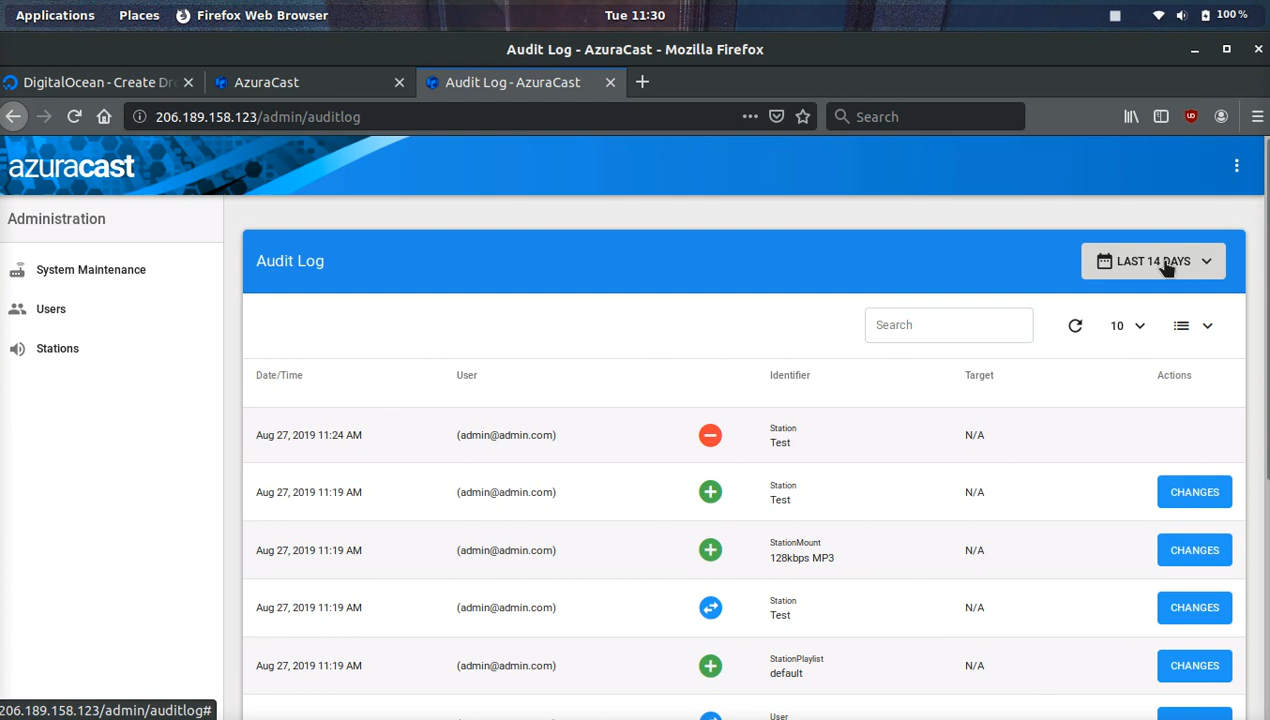 Applications Places Firefox Web Browser Tue 11:30 100%
Audit Log - AzuraCast - Mozilla Firefox
DigitalOcean - Create Dr AzuraCast Audit Log - AzuraCast
206.189.158.123/admin/auditlog Search
azuracast
Administration
System Maintenance
Users
Stations
Audit Log LAST 14 DAYS
Search 10
Date/Time User Identifier Target Actions
Aug 27, 2019 11:24 AM (admin@admin.com) Station N/A
Test
Aug 27, 2019 11:19 AM (admin@admin.com) Station N/A CHANGES
Test
Aug 27, 2019 11:19 AM (admin@admin.com) StationMount N/A CHANGES
128kbps MP3
Aug 27, 2019 11:19 AM (admin@admin.com) Station N/A CHANGES
Test
Aug 27, 2019 11:19 AM (admin@admin.com) StationPlaylist N/A CHANGES
default
User
206.189.158.123/admin/auditlog#